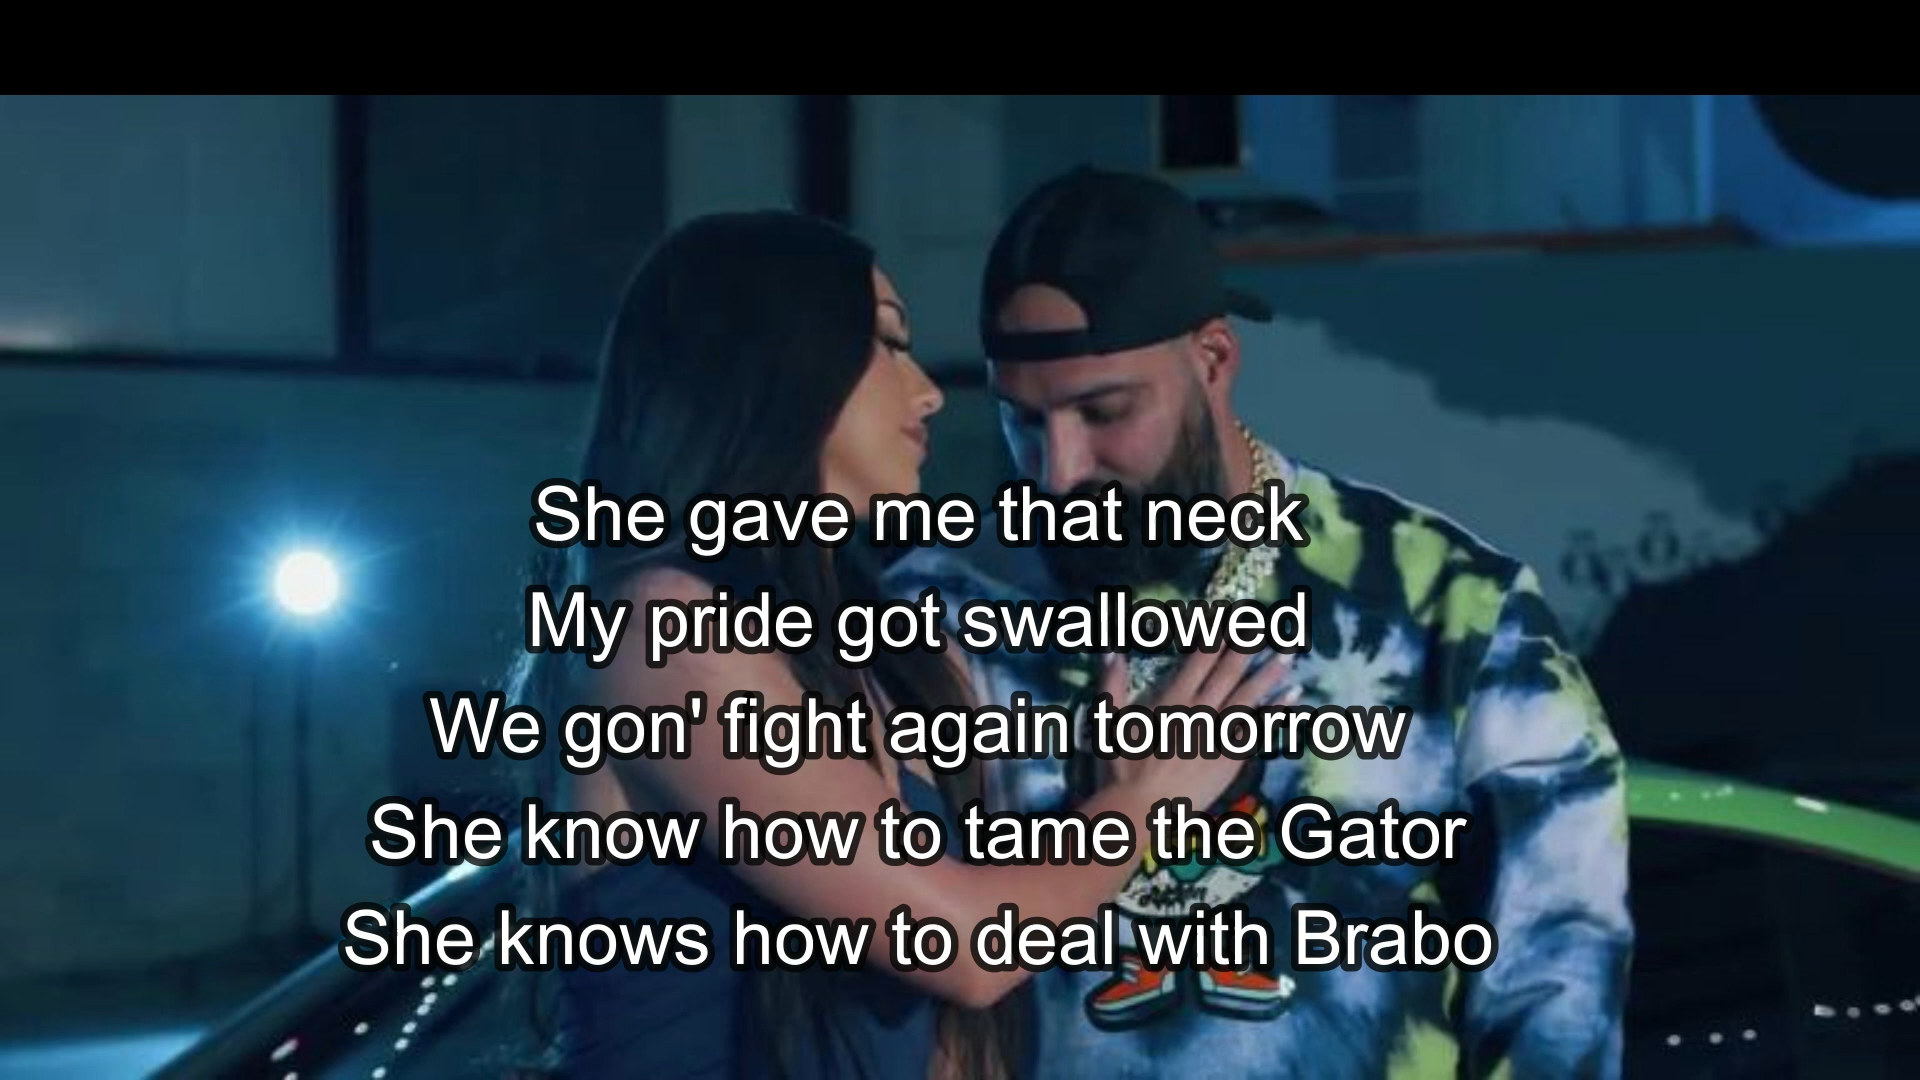 She gave me that neck
My pride got swallowed
We gon' fight again tomorrow
She know how to tame the Gator
She knows how to deal with Brabo